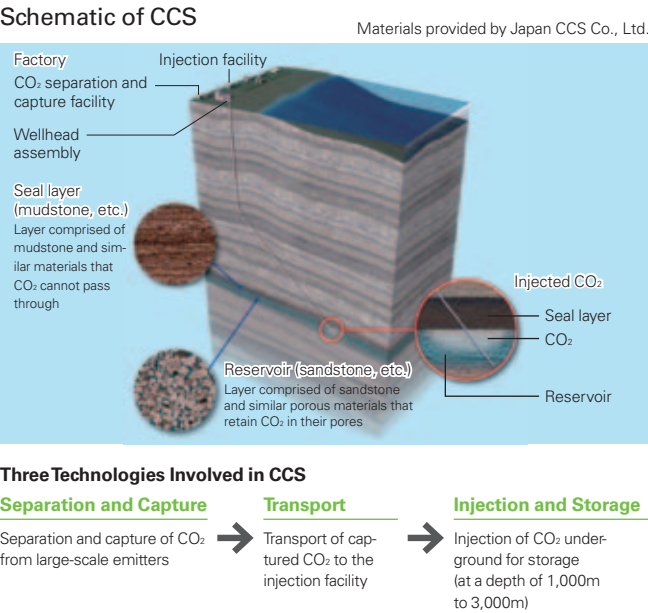 Schematic of CCS
Materials provided by Japan CCS Co., Ltd.
Factory
CO₂ separation and
capture facility
Injection facility
Wellhead
assembly
Seal layer
(mudstone, etc.)
Layer comprised of
mudstone and sim-
ilar materials that
CO₂ cannot pass
through
Injected CO₂
Seal layer
CO₂
Reservoir
Reservoir (sandstone, etc.)
Layer comprised of sandstone
and similar porous materials that
retain CO₂ in their pores
Three Technologies Involved in CCS
Separation and Capture
Separation and capture of CO₂
from large-scale emitters
Transport
Transport of cap-
tured CO₂ to the
injection facility
Injection and Storage
Injection of CO₂ under-
ground for storage
(at a depth of 1,000m
to 3,000m)